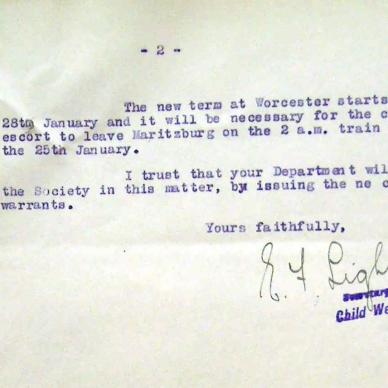 - 2 -
The new term at Worcester starts
28th January and it will be necessary for the c
escort to leave Maritzburg on the 2 a.m. train
the 25th January.
I trust that your Department wil
the Society in this matter, by issuing the ne c
warrants.
Yours faithfully,
E. F. Ligh
Secretary
Child We